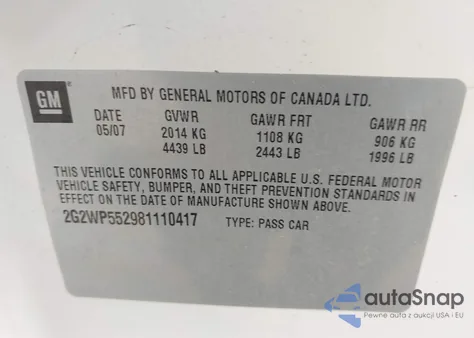 GM
MFD BY GENERAL MOTORS OF CANADA LTD.
DATE GVWR GAWR FRT GAWR RR
05/07 2014 KG 1108 KG 906 KG
4439 LB 2443 LB 1996 LB
THIS VEHICLE CONFORMS TO ALL APPLICABLE U.S. FEDERAL MOTOR
VEHICLE SAFETY, BUMPER, AND THEFT PREVENTION STANDARDS IN
EFFECT ON THE DATE OF MANUFACTURE SHOWN ABOVE.
2G2WP552981110417 TYPE: PASS CAR
autoSnap
Pewne auta z aukcji USA i EU